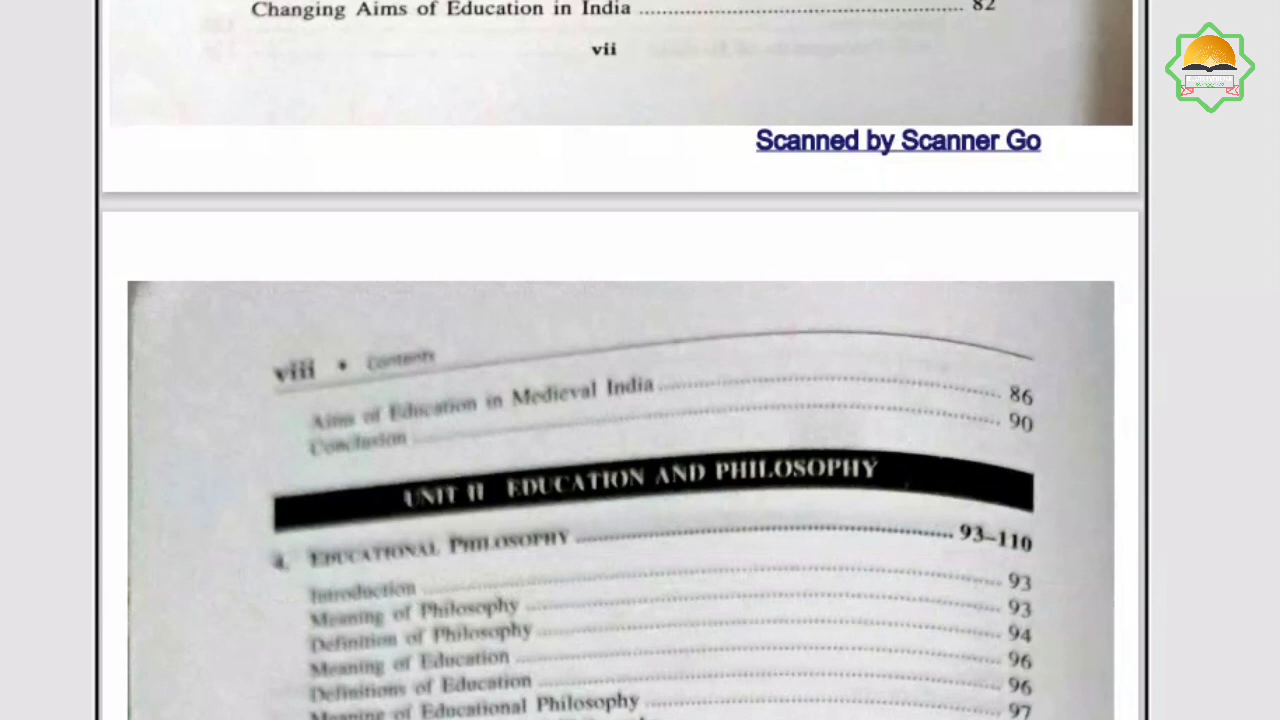 Changing Aims of Education in India ........................................................ 82
vii
Scanned by Scanner Go
viii • Contents
Aims of Education in Medieval India ........................................................ 86
Conclusion ........................................................ 90
UNIT II EDUCATION AND PHILOSOPHY
4. EDUCATIONAL PHILOSOPHY ........................................................ 93–110
Introduction ........................................................ 93
Meaning of Philosophy ........................................................ 93
Definition of Philosophy ........................................................ 94
Meaning of Education ........................................................ 96
Definitions of Education ........................................................ 96
Meaning of Educational Philosophy ........................................................ 97